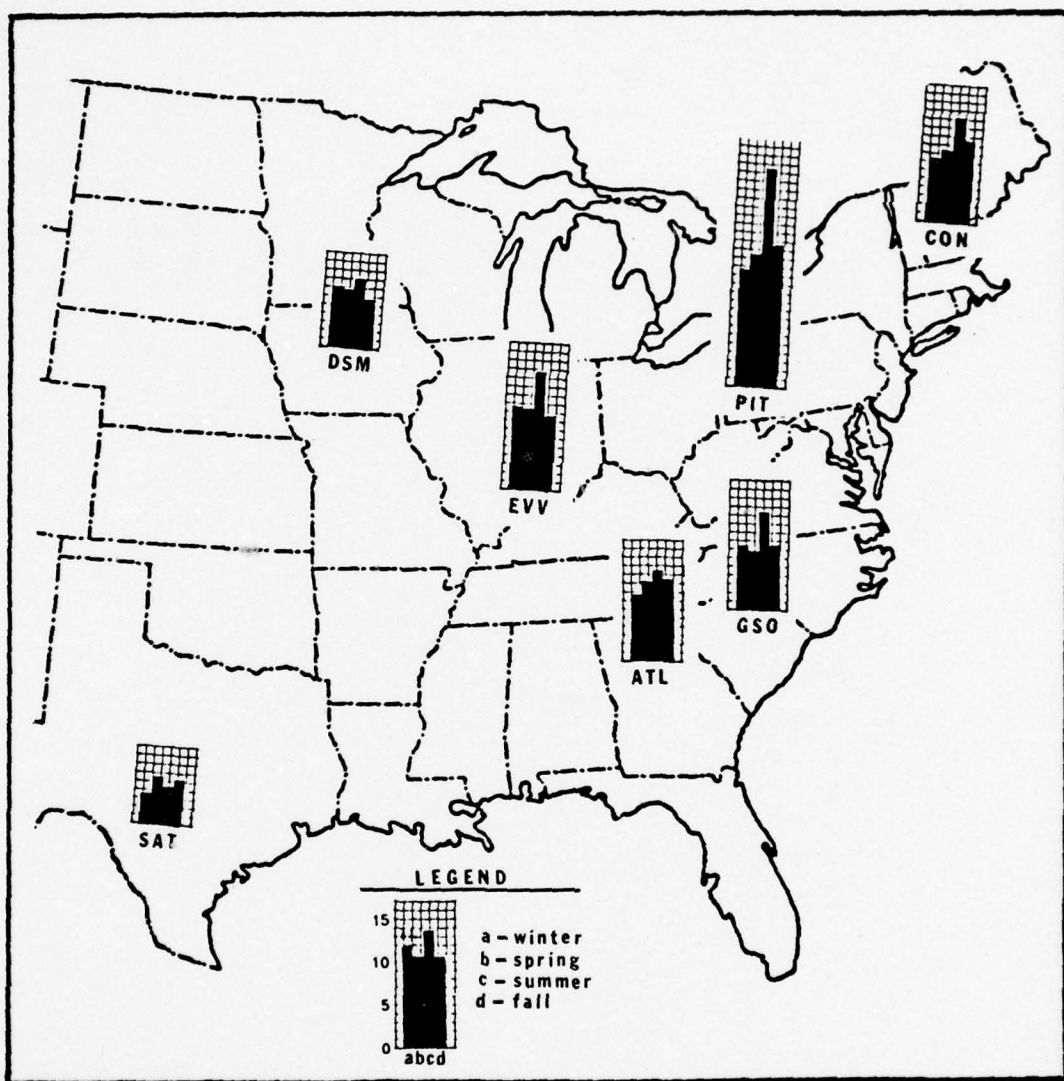 CON
DSM
PIT
EVV
GSO
ATL
SAT
LEGEND
15
10
5
0
abcd
a – winter
b – spring
c – summer
d – fall